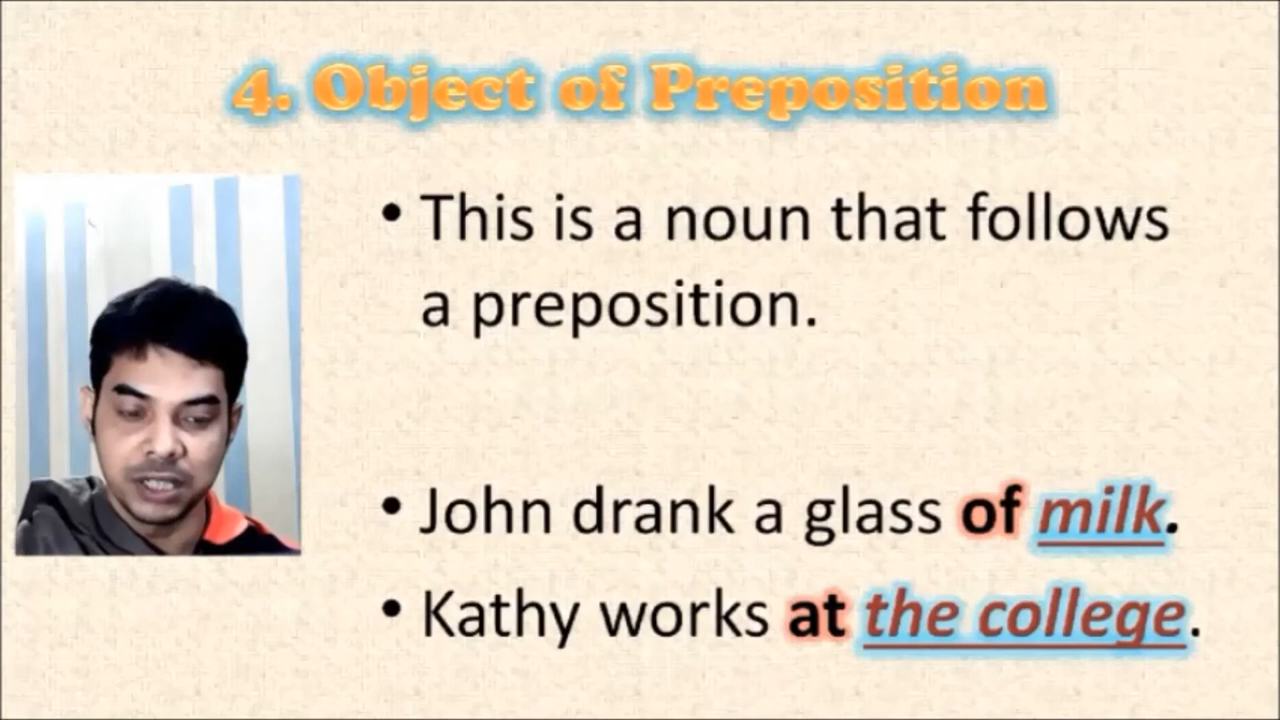 4. Object of Preposition
• This is a noun that follows
a preposition.
• John drank a glass of milk.
• Kathy works at the college.